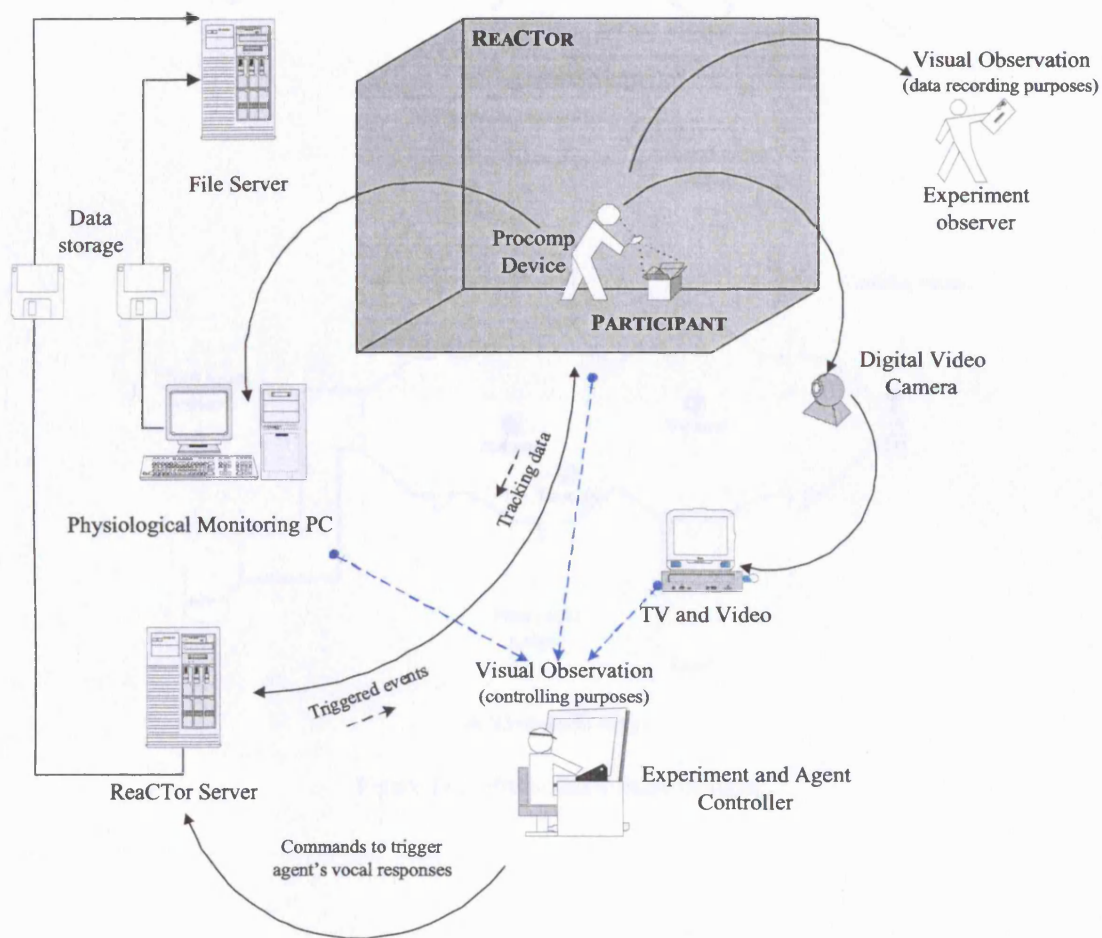 REACTOR
Visual Observation
(data recording purposes)
File Server
Experiment
observer
Data
storage
Procomp
Device
PARTICIPANT
Digital Video
Camera
Tracking data
Physiological Monitoring PC
TV and Video
Visual Observation
(controlling purposes)
Triggered events
ReaCTor Server
Experiment and Agent
Controller
Commands to trigger
agent's vocal responses